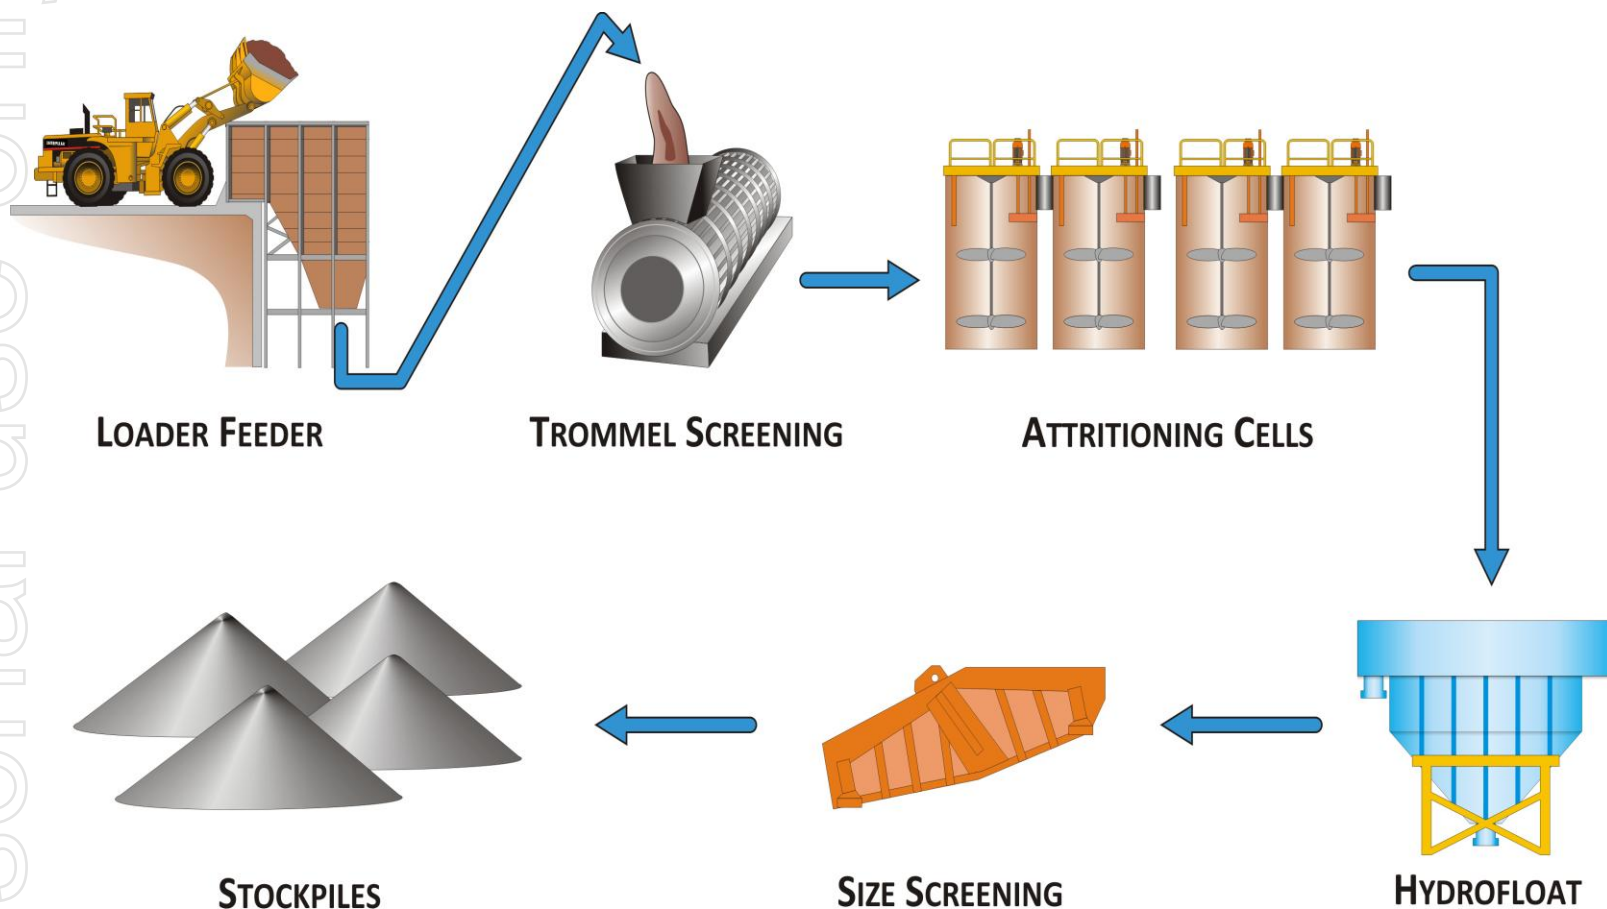 LOADER FEEDER
TROMMEL SCREENING
ATTRITIONING CELLS
STOCKPILES
SIZE SCREENING
HYDROFLOAT